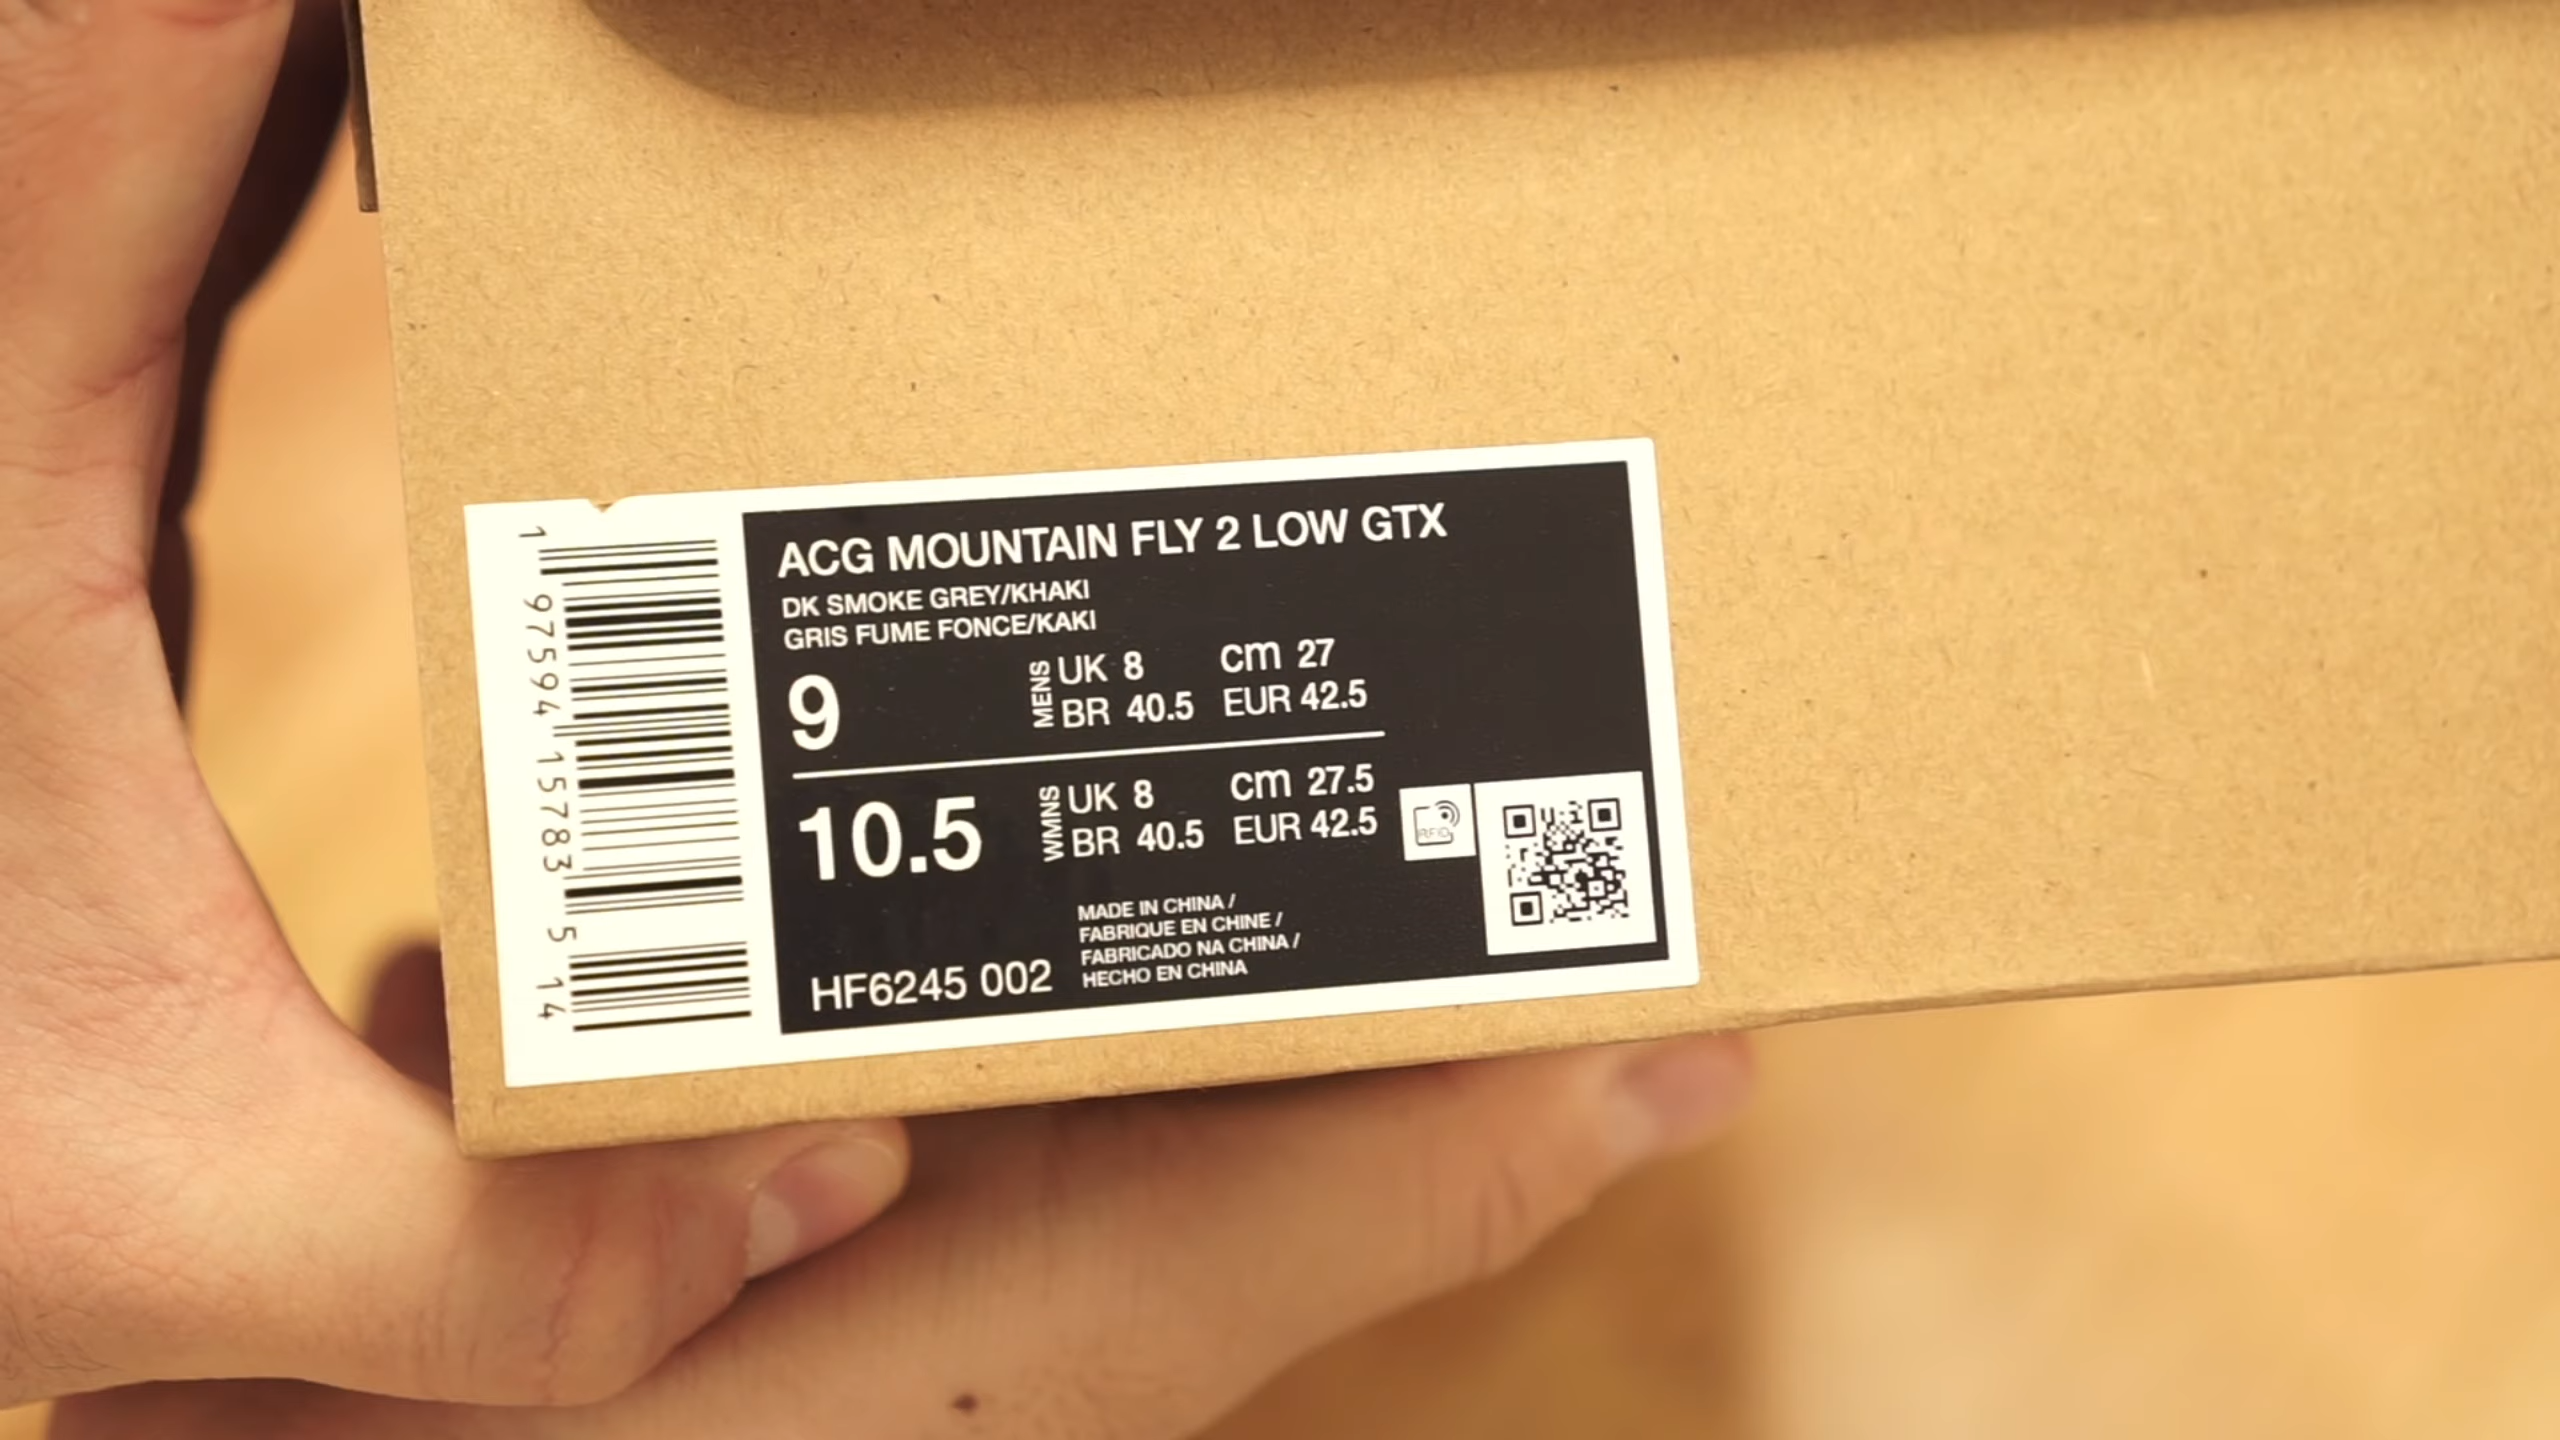 1 97594 15783 5 14
ACG MOUNTAIN FLY 2 LOW GTX
DK SMOKE GREY/KHAKI
GRIS FUME FONCE/KAKI
9 MENS UK 8 cm 27
BR 40.5 EUR 42.5
10.5 WMNS UK 8 cm 27.5
BR 40.5 EUR 42.5
RFID
MADE IN CHINA /
FABRIQUE EN CHINE /
FABRICADO NA CHINA /
HECHO EN CHINA
HF6245 002